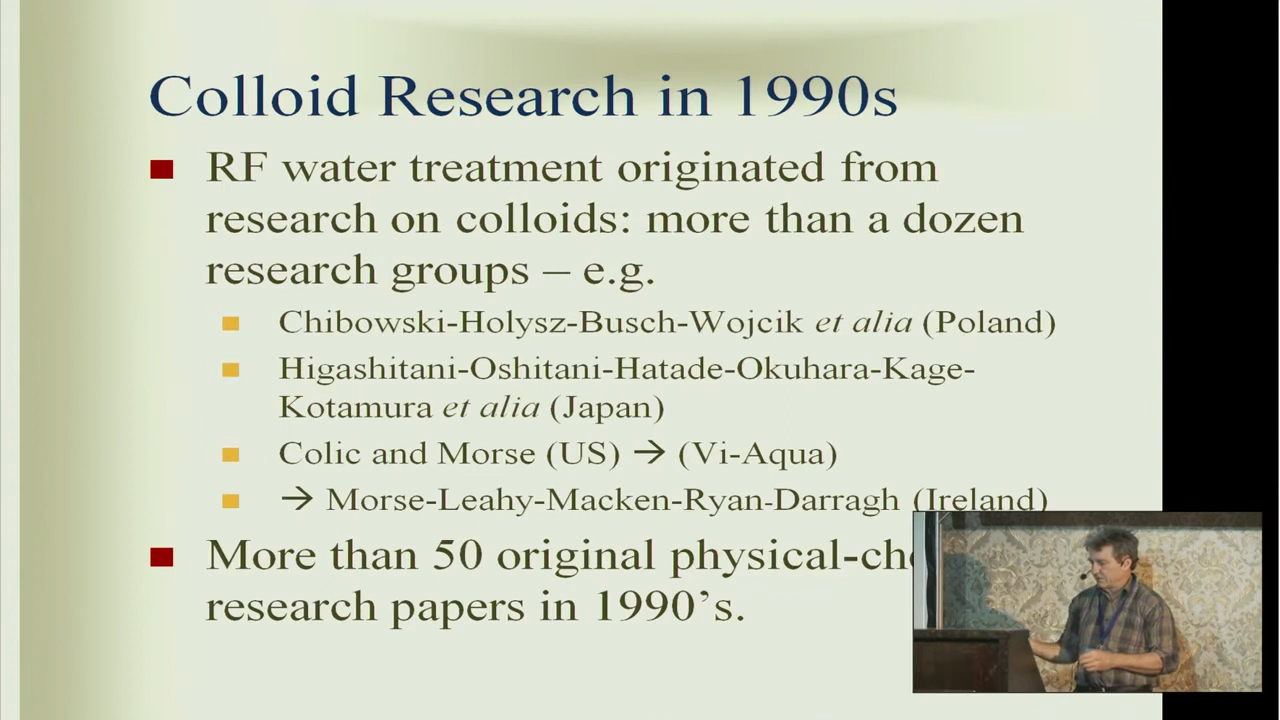 Colloid Research in 1990s
RF water treatment originated from
research on colloids: more than a dozen
research groups – e.g.
Chibowski-Holysz-Busch-Wojcik et alia (Poland)
Higashitani-Oshitani-Hatade-Okuhara-Kage-
Kotamura et alia (Japan)
Colic and Morse (US) → (Vi-Aqua)
→ Morse-Leahy-Macken-Ryan-Darragh (Ireland)
More than 50 original
research papers in 1990’s.